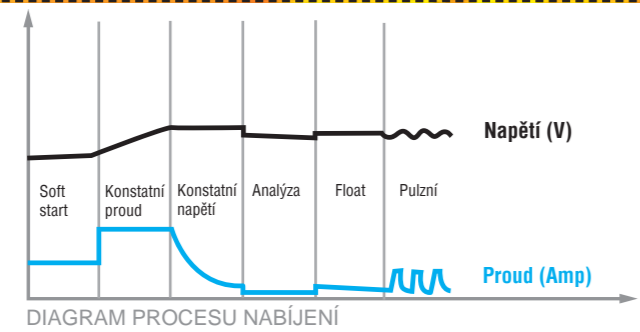 Napětí (V)
Soft
start
Konstatní
proud
Konstatní
napětí
Analýza
Float
Pulzní
Proud (Amp)
DIAGRAM PROCESU NABÍJENÍ